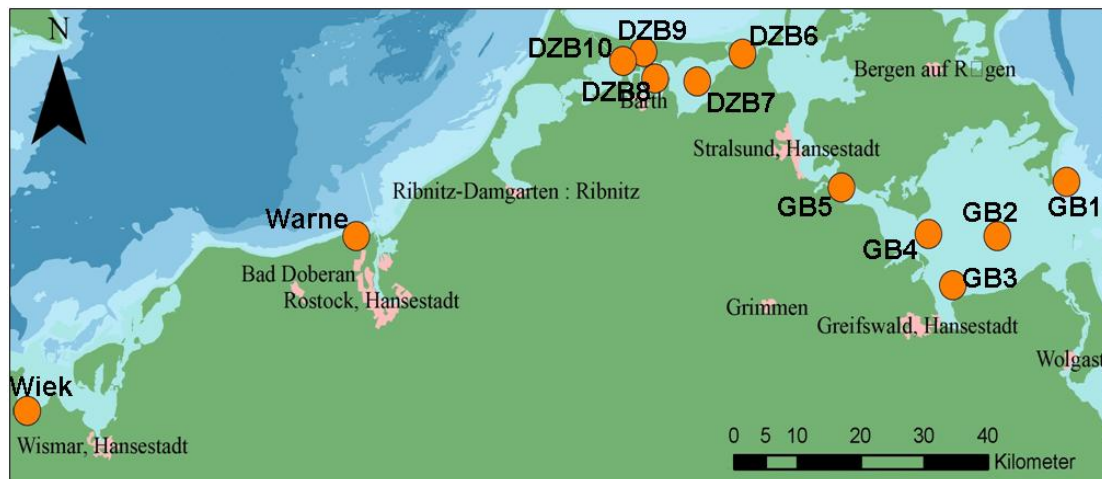 N
DZB9
DZB10
DZB6
Bergen auf R□gen
DZB8
DZB7
Barth
Stralsund, Hansestadt
Ribnitz-Damgarten : Ribnitz
GB5
GB1
Warne
GB2
GB4
Bad Doberan
GB3
Rostock, Hansestadt
Grimmen
Greifswald, Hansestadt
Wolgast
Wiek
Wismar, Hansestadt
0 5 10 20 30 40
Kilometer